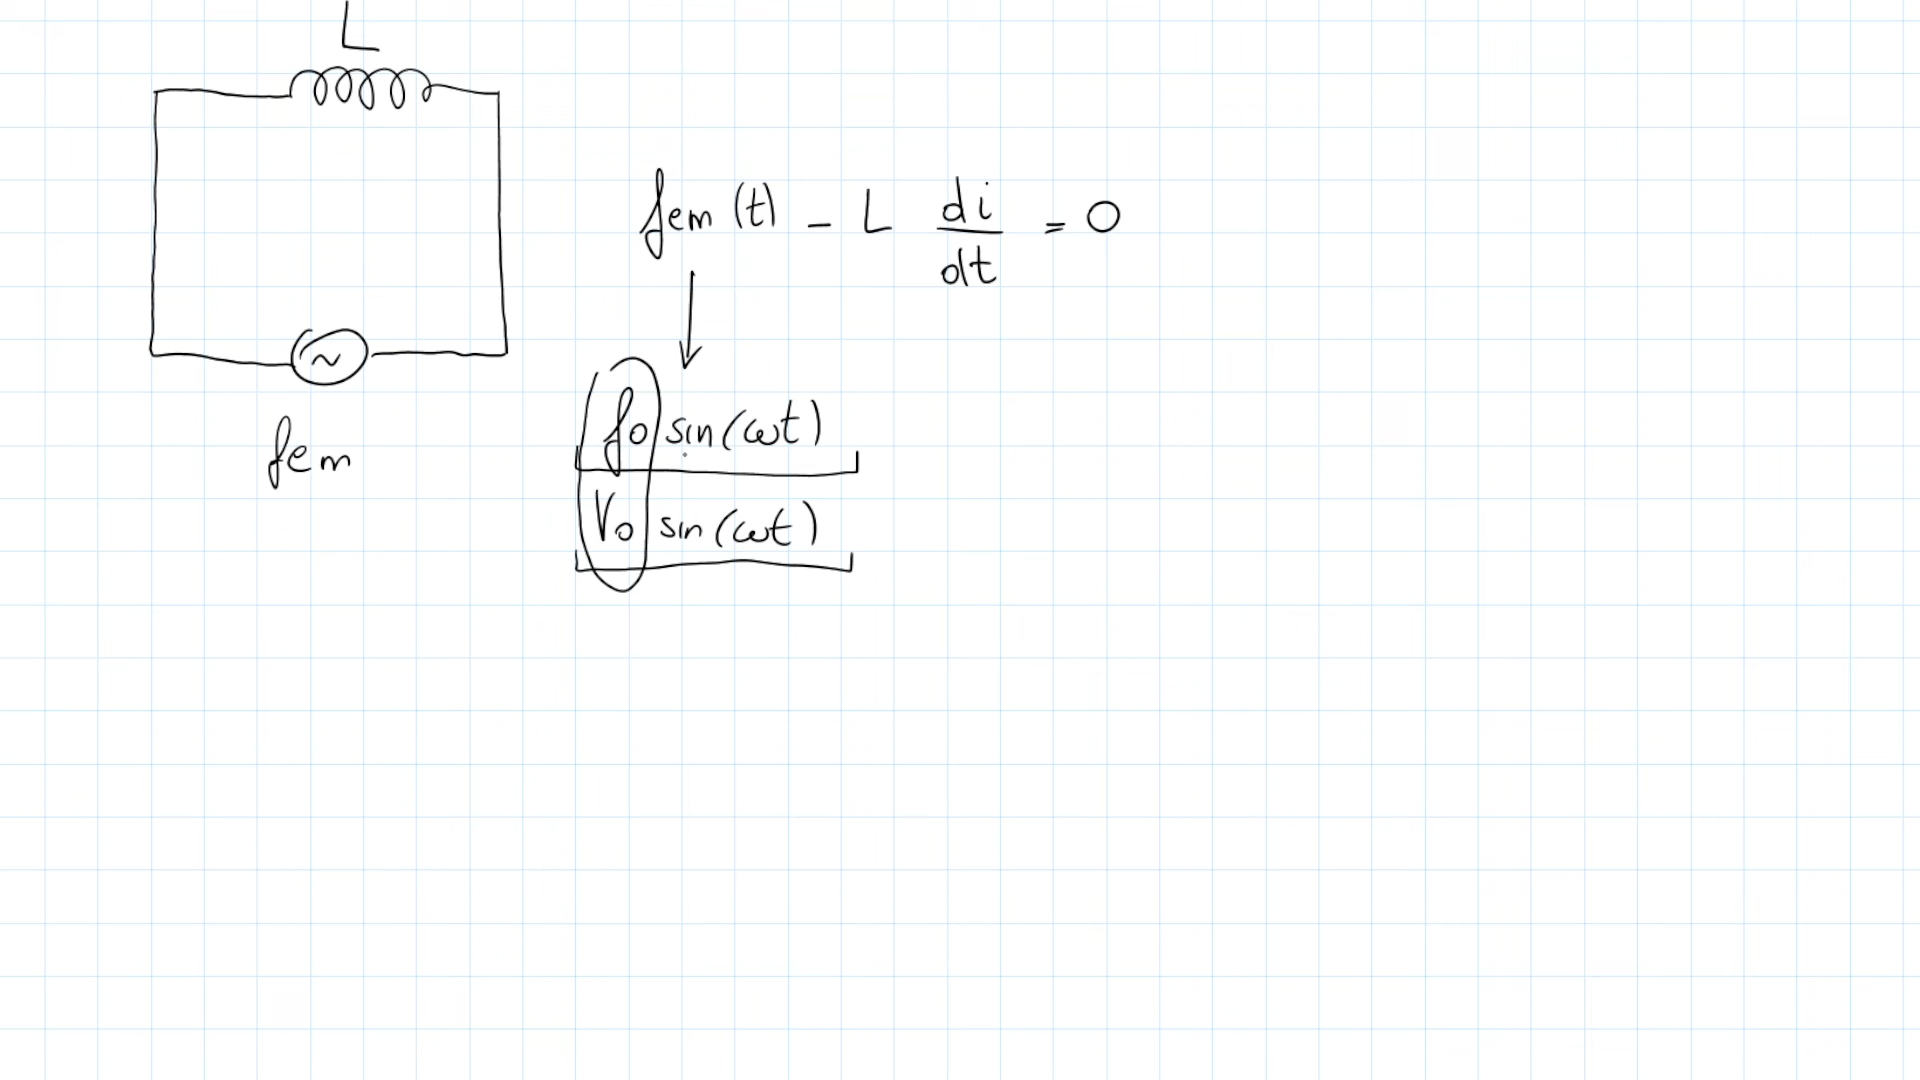 L
fem (t) - L di/dt = 0
f0 sin(ωt)
fem
V0 sin(ωt)